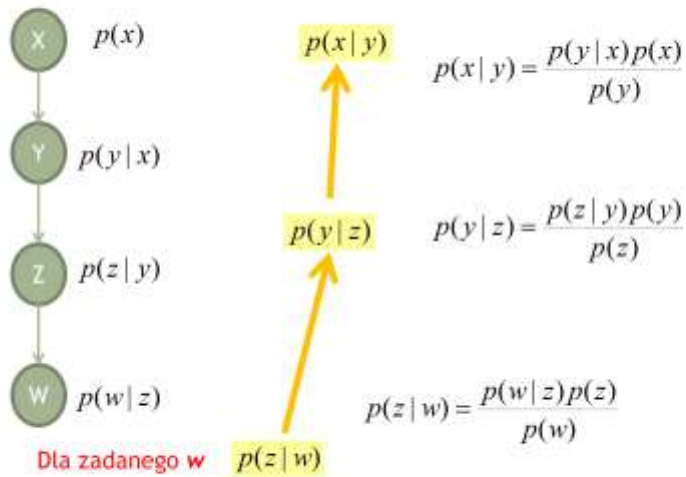 X p(x)
p(x | y)
p(x | y) = p(y | x)p(x) / p(y)
Y p(y | x)
p(y | z)
p(y | z) = p(z | y)p(y) / p(z)
Z p(z | y)
W p(w | z)
p(z | w) = p(w | z)p(z) / p(w)
Dla zadanego w p(z | w)